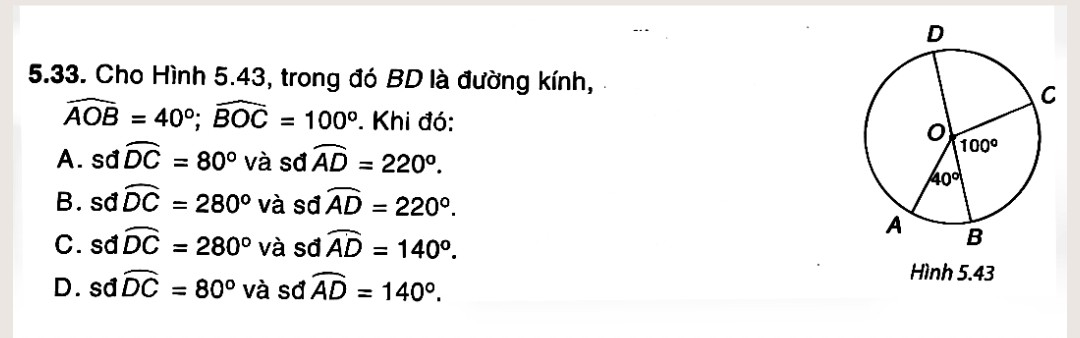 5.33. Cho Hình 5.43, trong đó BD là đường kính,
AOB = 40°; BOC = 100°. Khi đó:
A. sđ DC = 80° và sđ AD = 220°.
B. sđ DC = 280° và sđ AD = 220°.
C. sđ DC = 280° và sđ AD = 140°.
D. sđ DC = 80° và sđ AD = 140°.
D
C
O
100°
40°
A
B
Hình 5.43